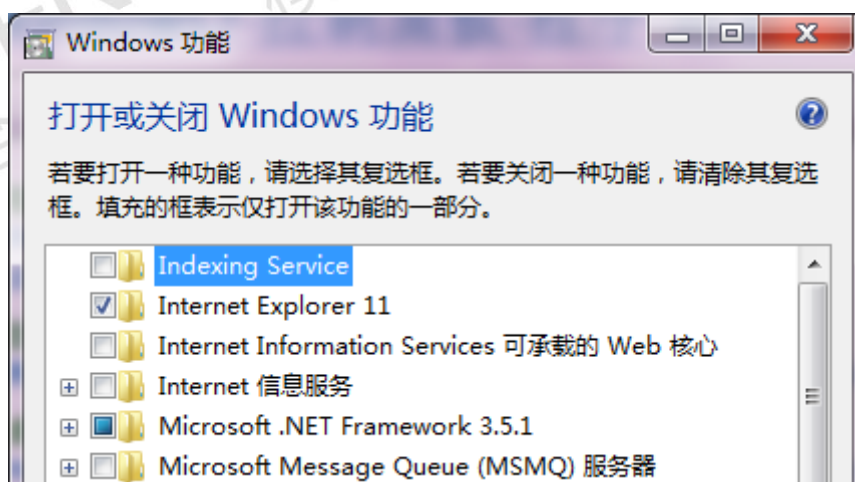 Windows 功能
打开或关闭 Windows 功能
若要打开一种功能，请选择其复选框。若要关闭一种功能，请清除其复选
框。填充的框表示仅打开该功能的一部分。
Indexing Service
Internet Explorer 11
Internet Information Services 可承载的 Web 核心
Internet 信息服务
Microsoft .NET Framework 3.5.1
Microsoft Message Queue (MSMQ) 服务器